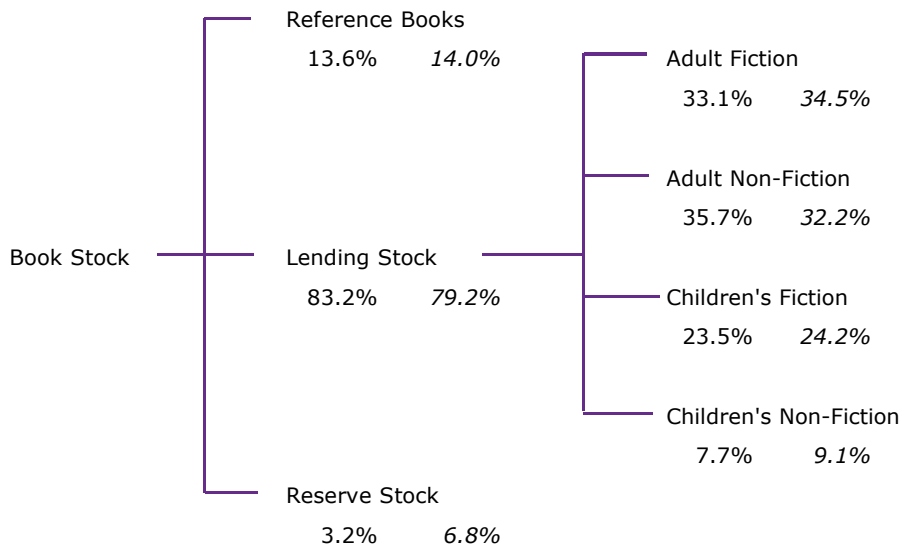 Reference Books
13.6% 14.0%
Adult Fiction
33.1% 34.5%
Adult Non-Fiction
35.7% 32.2%
Book Stock
Lending Stock
83.2% 79.2%
Children's Fiction
23.5% 24.2%
Children's Non-Fiction
7.7% 9.1%
Reserve Stock
3.2% 6.8%